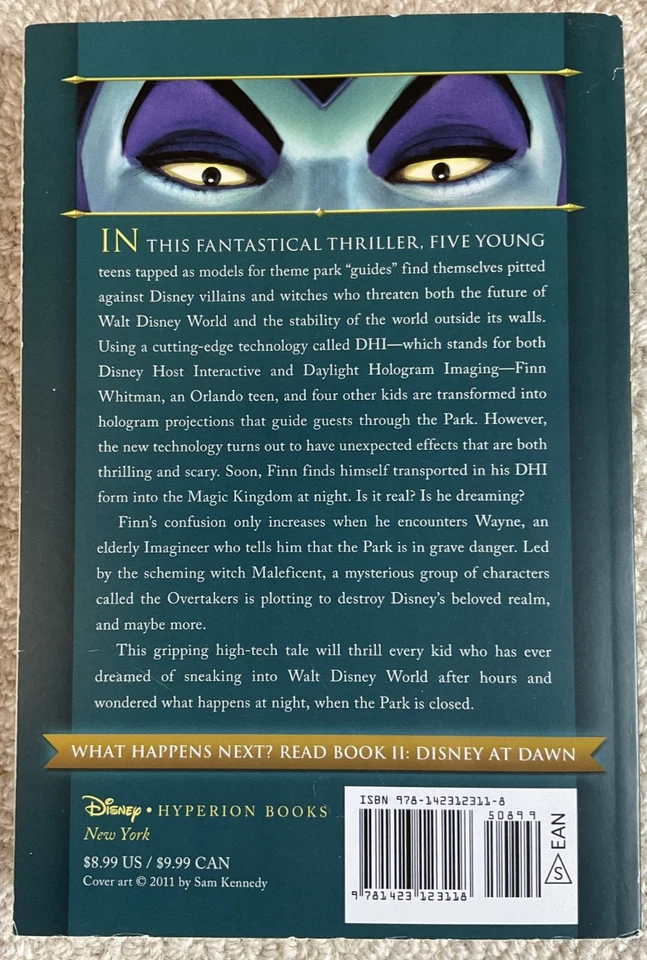 IN THIS FANTASTICAL THRILLER, FIVE YOUNG
teens tapped as models for theme park “guides” find themselves pitted
against Disney villains and witches who threaten both the future of
Walt Disney World and the stability of the world outside its walls.
Using a cutting-edge technology called DHI—which stands for both
Disney Host Interactive and Daylight Hologram Imaging—Finn
Whitman, an Orlando teen, and four other kids are transformed into
hologram projections that guide guests through the Park. However,
the new technology turns out to have unexpected effects that are both
thrilling and scary. Soon, Finn finds himself transported in his DHI
form into the Magic Kingdom at night. Is it real? Is he dreaming?
Finn’s confusion only increases when he encounters Wayne, an
elderly Imagineer who tells him that the Park is in grave danger. Led
by the scheming witch Maleficent, a mysterious group of characters
called the Overtakers is plotting to destroy Disney’s beloved realm,
and maybe more.
This gripping high-tech tale will thrill every kid who has ever
dreamed of sneaking into Walt Disney World after hours and
wondered what happens at night, when the Park is closed.
WHAT HAPPENS NEXT? READ BOOK II: DISNEY AT DAWN
Disney • HYPERION BOOKS
New York
$8.99 US / $9.99 CAN
Cover art © 2011 by Sam Kennedy
ISBN 978-142312311-8
50899
9 781423 123118
S EAN